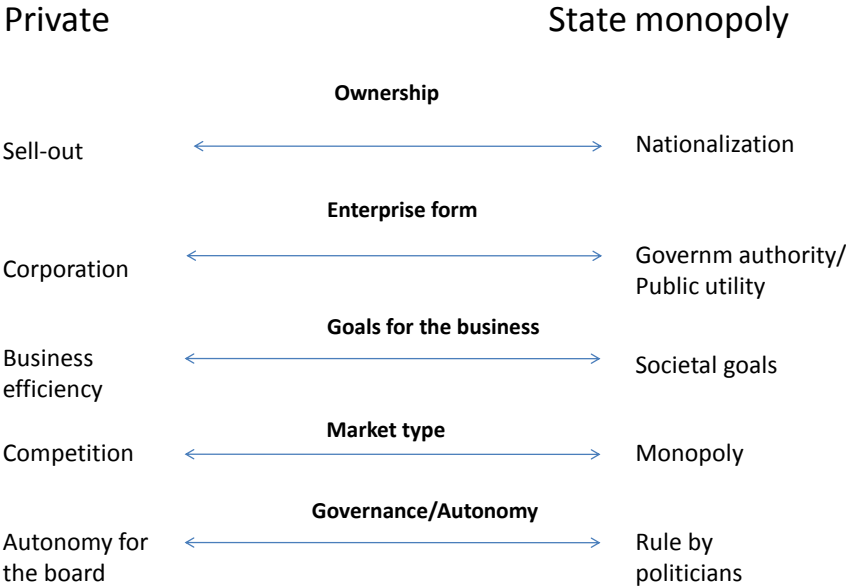 Private State monopoly
Ownership
Sell-out Nationalization
Enterprise form
Corporation Governm authority/
Public utility
Goals for the business
Business
efficiency Societal goals
Market type
Competition Monopoly
Governance/Autonomy
Autonomy for Rule by
the board politicians